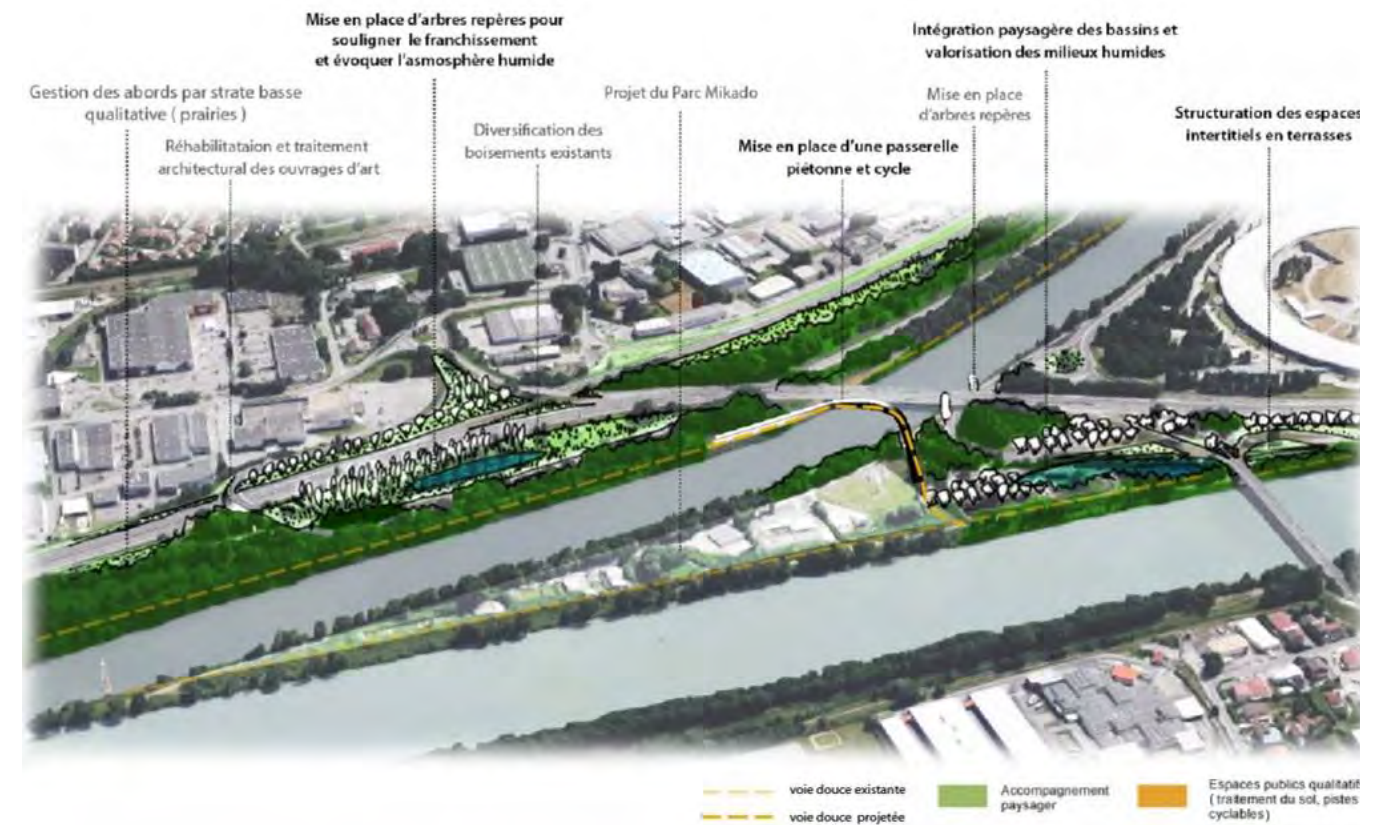 Mise en place d'arbres repères pour
souligner le franchissement
et évoquer l'asmosphère humide
Gestion des abords par strate basse
qualitative ( prairies )
Réhabilitataion et traitement
architectural des ouvrages d'art
Diversification des
boisements existants
Projet du Parc Mikado
Mise en place d'une passerelle
piétonne et cycle
Intégration paysagère des bassins et
valorisation des milieux humides
Mise en place
d'arbres repères
Structuration des espaces
intertitiels en terrasses
voie douce existante
voie douce projetée
Accompagnement
paysager
Espaces publics qualitatif
( traitement du sol, pistes
cyclables )